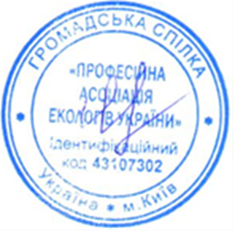 ГРОМАДСЬКА СПІЛКА
«ПРОФЕСІЙНА
АСОЦІАЦІЯ
ЕКОЛОГІВ УКРАЇНИ»
Ідентифікаційний
код 43107302
Україна * м.Київ *